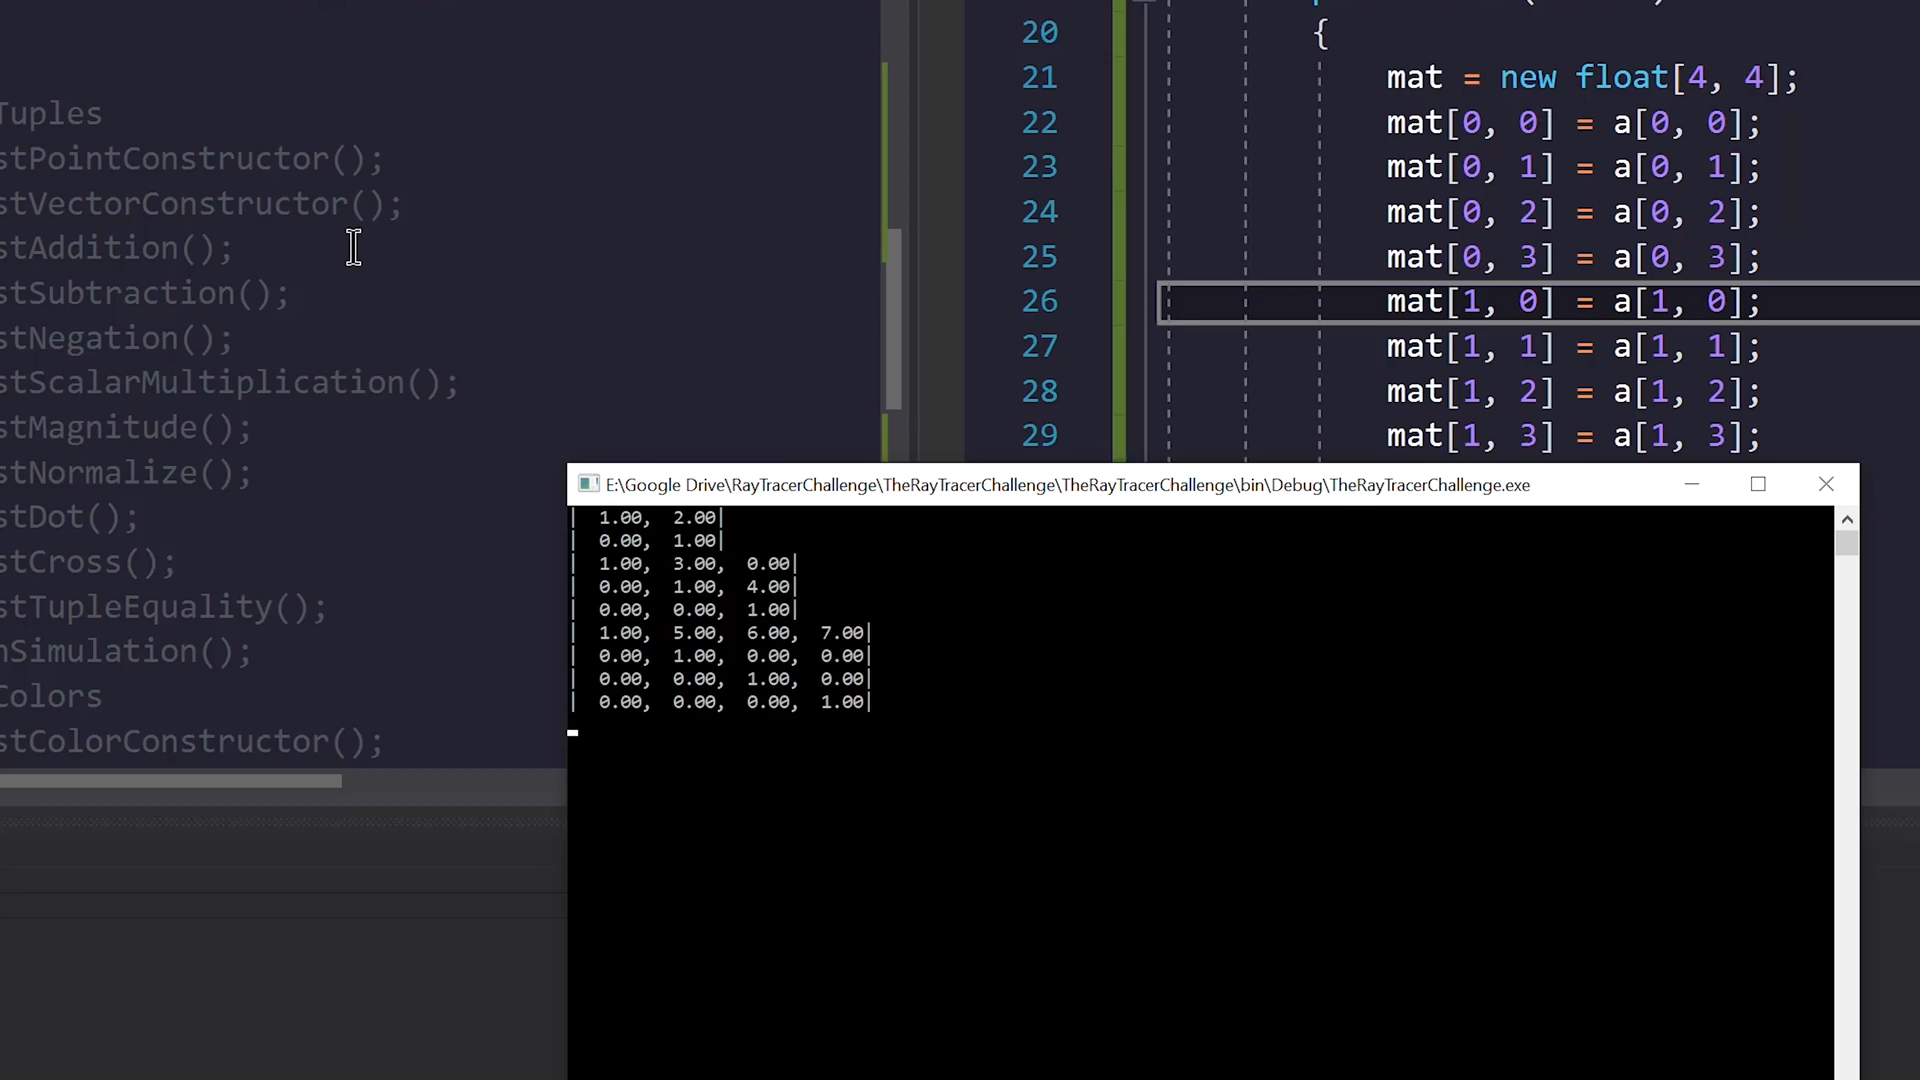 Tuples
stPointConstructor();
stVectorConstructor();
stAddition();
stSubtraction();
stNegation();
stScalarMultiplication();
stMagnitude();
stNormalize();
stDot();
stCross();
stTupleEquality();
nSimulation();
Colors
stColorConstructor();
20 {
21 mat = new float[4, 4];
22 mat[0, 0] = a[0, 0];
23 mat[0, 1] = a[0, 1];
24 mat[0, 2] = a[0, 2];
25 mat[0, 3] = a[0, 3];
26 mat[1, 0] = a[1, 0];
27 mat[1, 1] = a[1, 1];
28 mat[1, 2] = a[1, 2];
29 mat[1, 3] = a[1, 3];
E:\Google Drive\RayTracerChallenge\TheRayTracerChallenge\TheRayTracerChallenge\bin\Debug\TheRayTracerChallenge.exe
| 1.00, 2.00|
| 0.00, 1.00|
| 1.00, 3.00, 0.00|
| 0.00, 1.00, 4.00|
| 0.00, 0.00, 1.00|
| 1.00, 5.00, 6.00, 7.00|
| 0.00, 1.00, 0.00, 0.00|
| 0.00, 0.00, 1.00, 0.00|
| 0.00, 0.00, 0.00, 1.00|